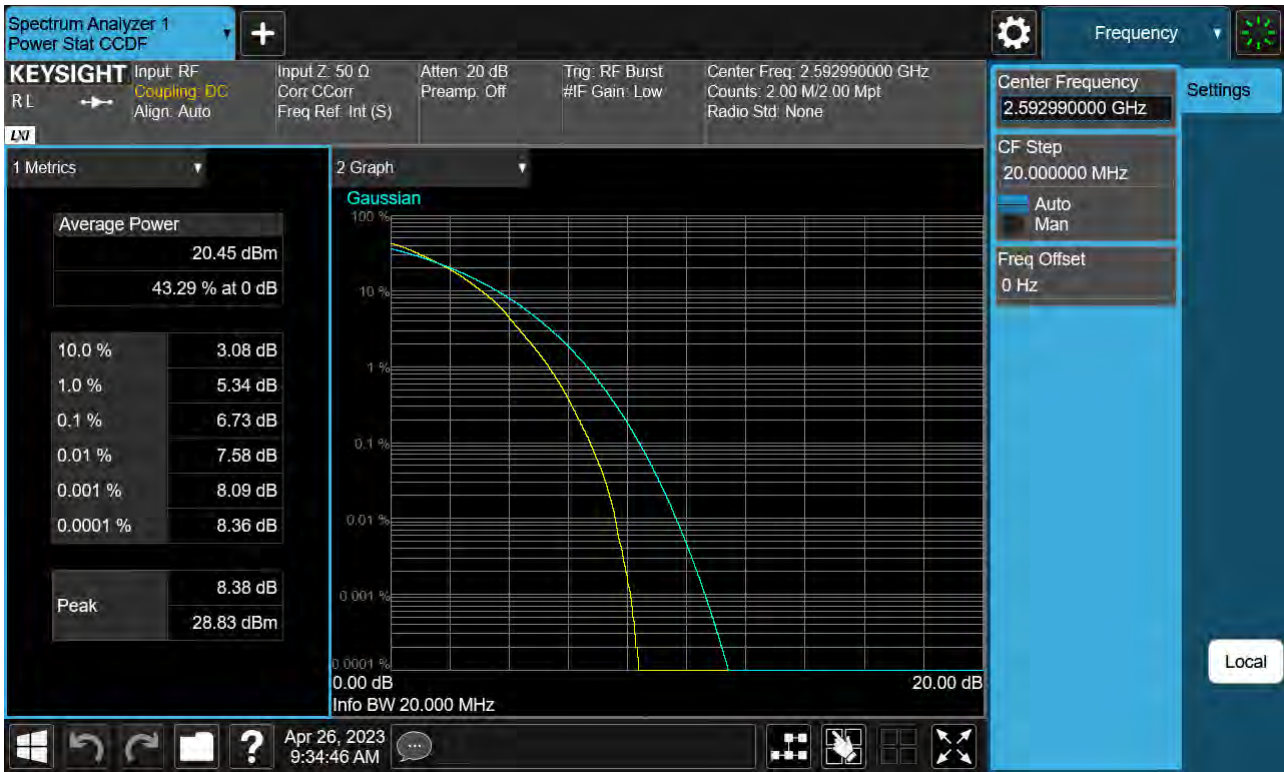 Spectrum Analyzer 1
Power Stat CCDF
Frequency
KEYSIGHT
RL
LXI
Input: RF
Coupling: DC
Align: Auto
Input Z: 50 Ω
Corr CCorr
Freq Ref: Int (S)
Atten: 20 dB
Preamp: Off
Trig: RF Burst
#IF Gain: Low
Center Freq: 2.592990000 GHz
Counts: 2.00 M/2.00 Mpt
Radio Std: None
Center Frequency
2.592990000 GHz
Settings
CF Step
20.000000 MHz
Auto
Man
Freq Offset
0 Hz
1 Metrics
Average Power
20.45 dBm
43.29 % at 0 dB
10.0 % 3.08 dB
1.0 % 5.34 dB
0.1 % 6.73 dB
0.01 % 7.58 dB
0.001 % 8.09 dB
0.0001 % 8.36 dB
Peak
8.38 dB
28.83 dBm
2 Graph
Gaussian
100 %
10 %
1 %
0.1 %
0.01 %
0.001 %
0.0001 %
0.00 dB 20.00 dB
Info BW 20.000 MHz
Local
?
Apr 26, 2023
9:34:46 AM